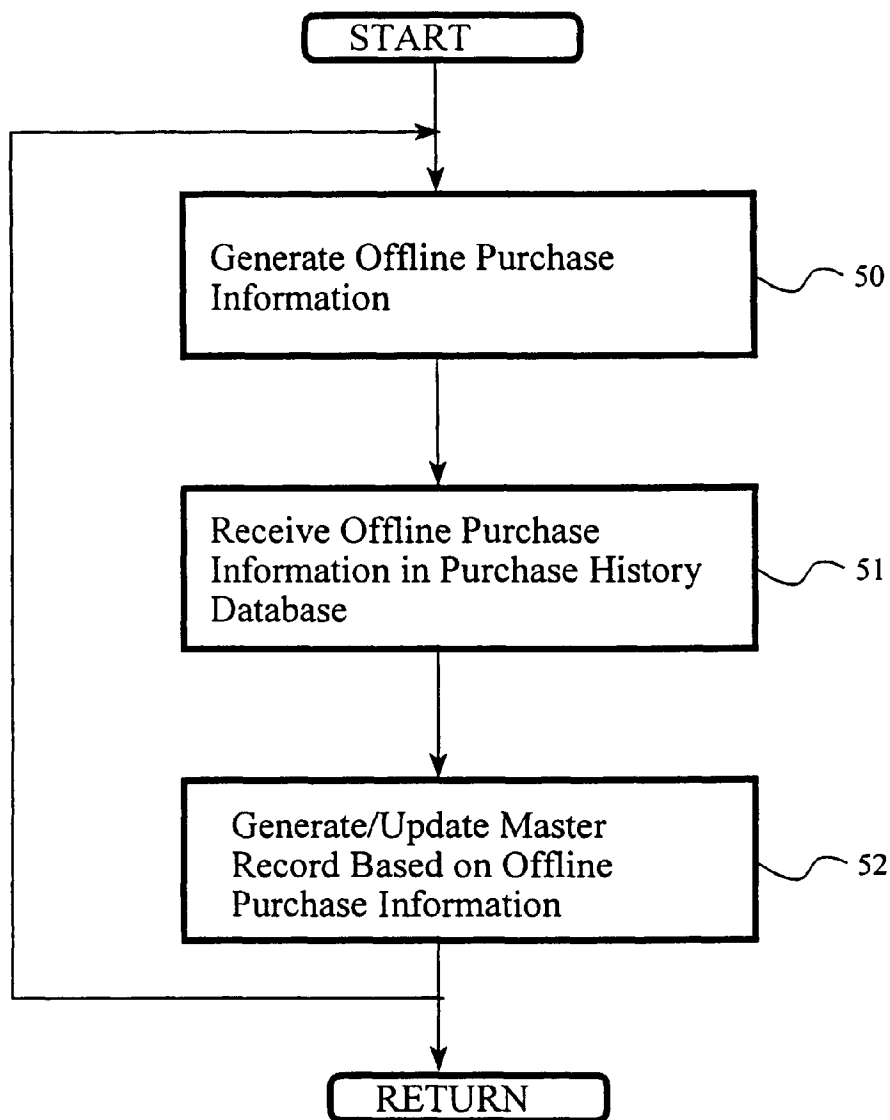 START
Generate Offline Purchase
Information
50
Receive Offline Purchase
Information in Purchase History
Database
51
Generate/Update Master
Record Based on Offline
Purchase Information
52
RETURN